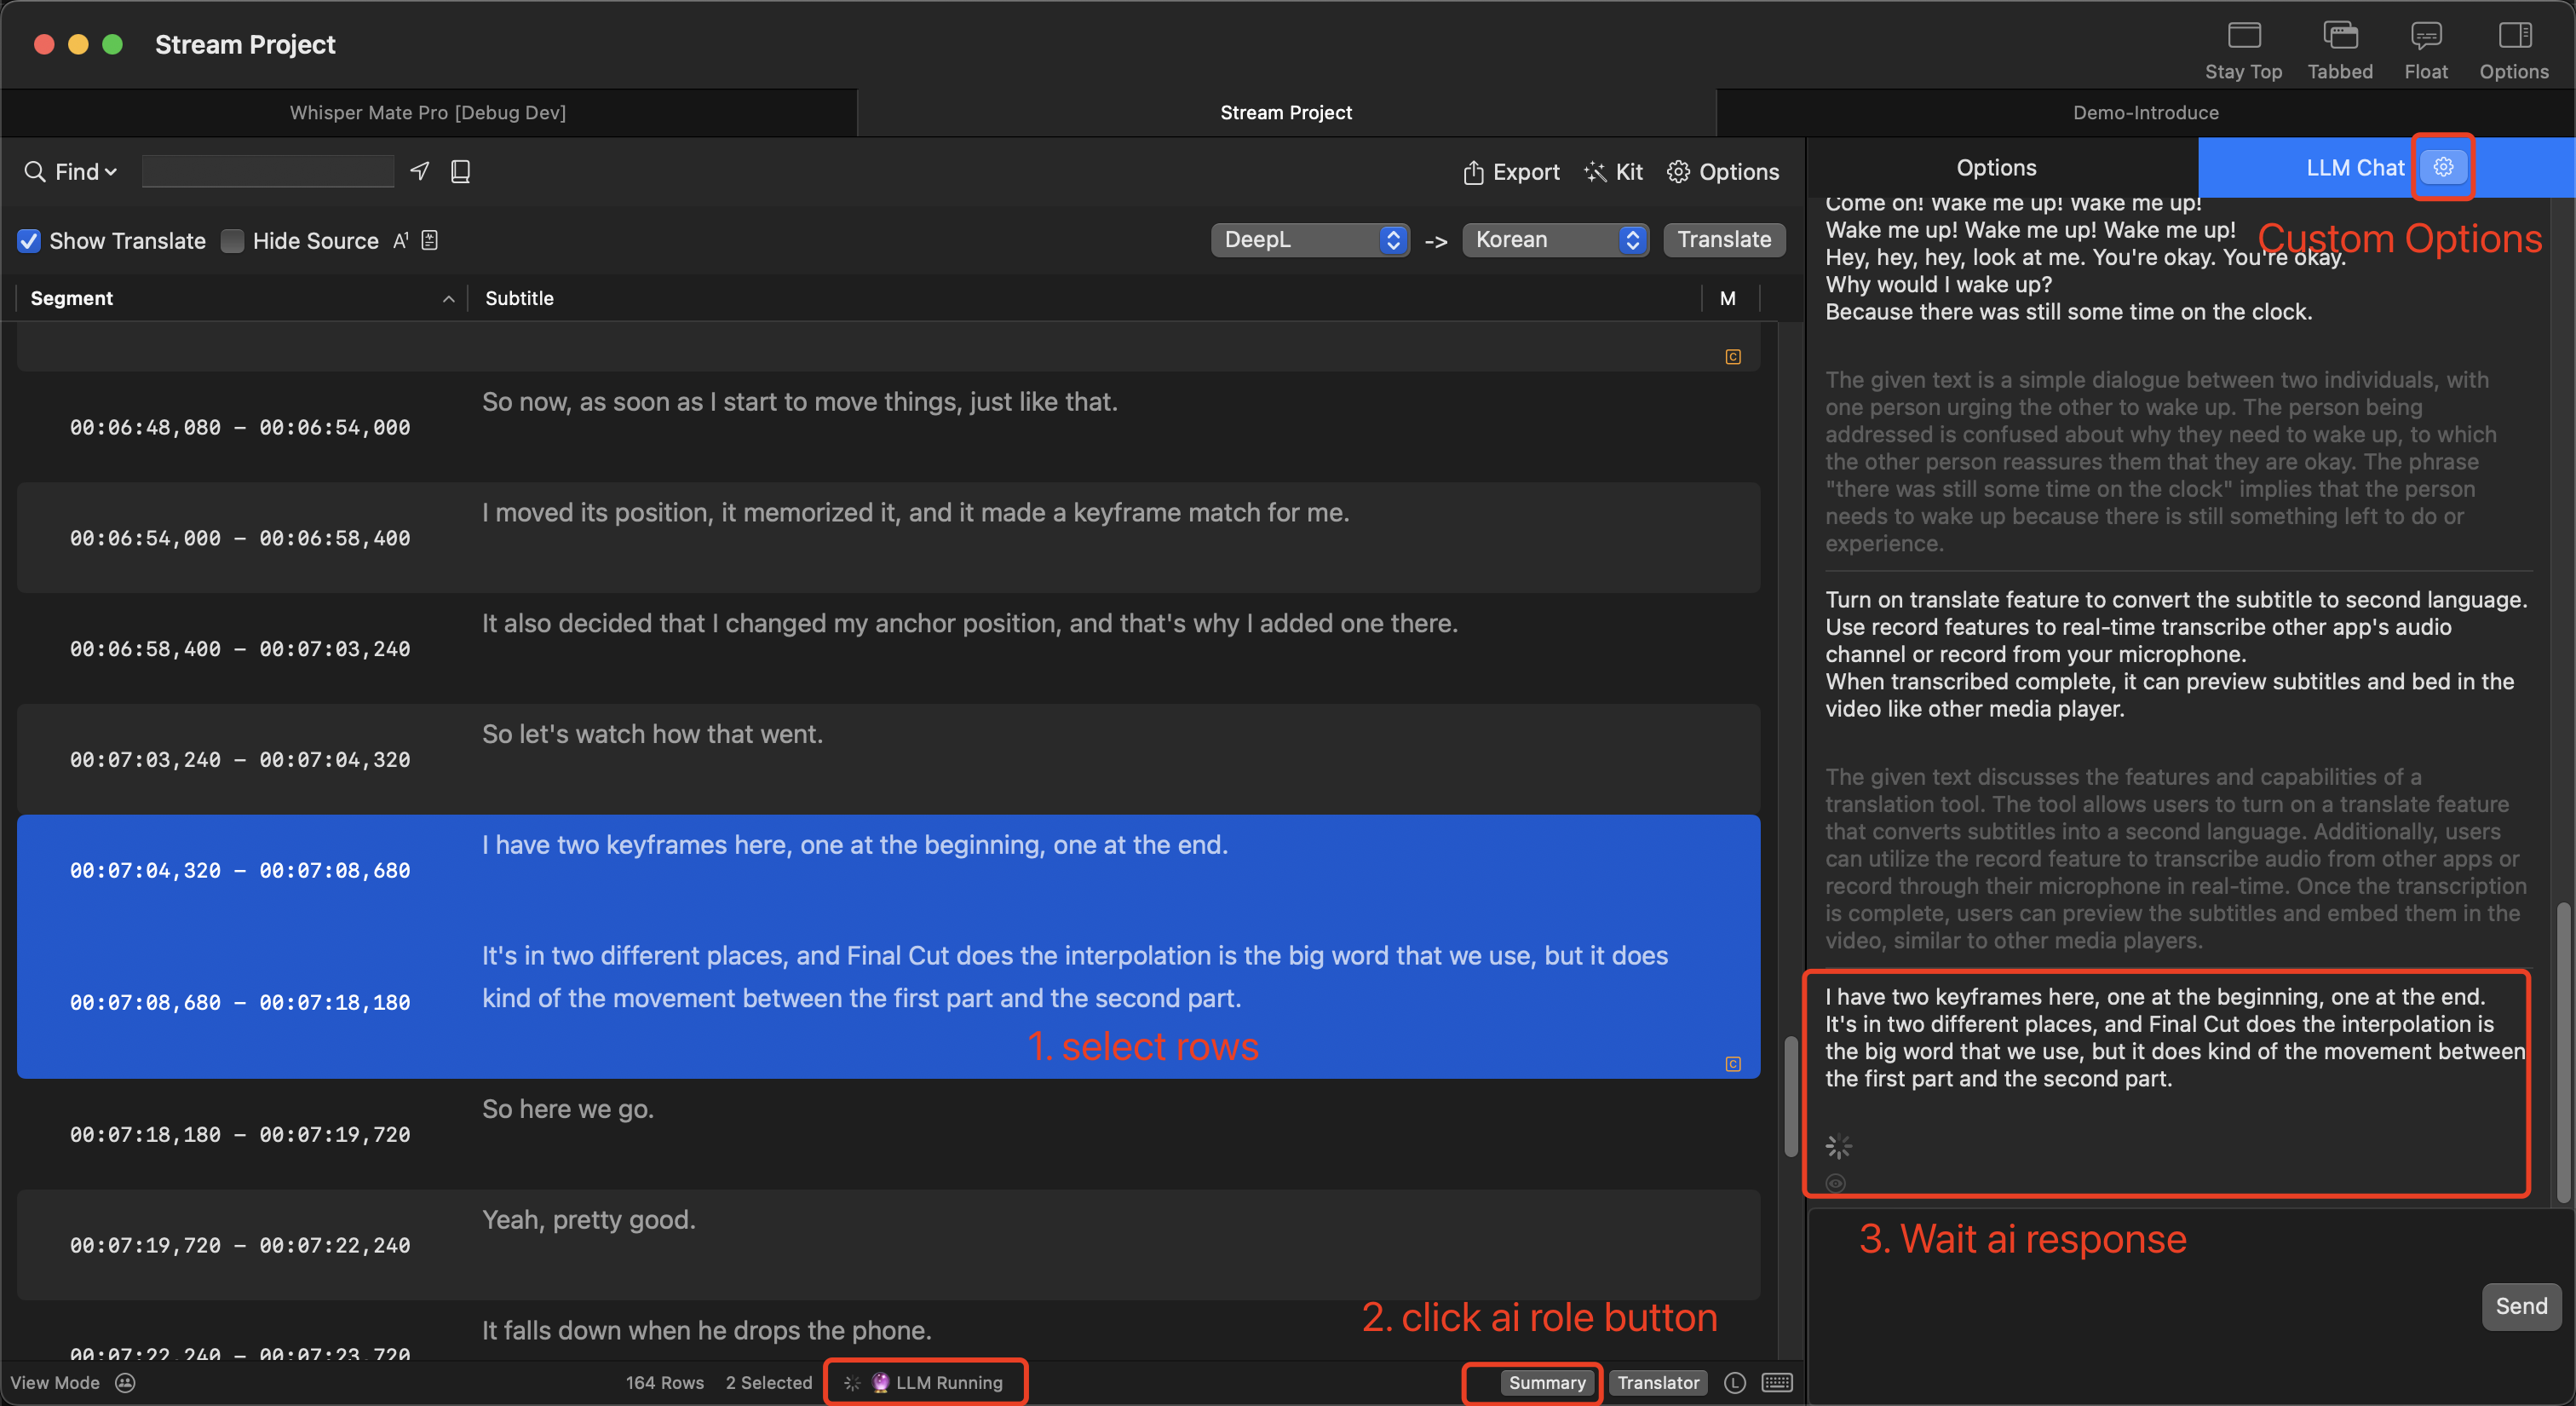 Stream Project
Stay Top
Tabbed
Float
Options
Whisper Mate Pro [Debug Dev]
Stream Project
Demo-Introduce
Find
Export
Kit
Options
Show Translate
Hide Source
DeepL
->
Korean
Translate
Segment
Subtitle
M
C
So now, as soon as I start to move things, just like that.
00:06:48,080 – 00:06:54,000
I moved its position, it memorized it, and it made a keyframe match for me.
00:06:54,000 – 00:06:58,400
It also decided that I changed my anchor position, and that's why I added one there.
00:06:58,400 – 00:07:03,240
So let's watch how that went.
00:07:03,240 – 00:07:04,320
I have two keyframes here, one at the beginning, one at the end.
00:07:04,320 – 00:07:08,680
It's in two different places, and Final Cut does the interpolation is the big word that we use, but it does
kind of the movement between the first part and the second part.
00:07:08,680 – 00:07:18,180
1. select rows
C
So here we go.
00:07:18,180 – 00:07:19,720
Yeah, pretty good.
00:07:19,720 – 00:07:22,240
It falls down when he drops the phone.
00:07:22,240 – 00:07:23,720
2. click ai role button
View Mode
164 Rows
2 Selected
LLM Running
Summary
Translator
L
Options
LLM Chat
Custom Options
Come on! Wake me up! Wake me up!
Wake me up! Wake me up! Wake me up!
Hey, hey, hey, look at me. You're okay. You're okay.
Why would I wake up?
Because there was still some time on the clock.
The given text is a simple dialogue between two individuals, with
one person urging the other to wake up. The person being
addressed is confused about why they need to wake up, to which
the other person reassures them that they are okay. The phrase
"there was still some time on the clock" implies that the person
needs to wake up because there is still something left to do or
experience.
Turn on translate feature to convert the subtitle to second language.
Use record features to real-time transcribe other app's audio
channel or record from your microphone.
When transcribed complete, it can preview subtitles and bed in the
video like other media player.
The given text discusses the features and capabilities of a
translation tool. The tool allows users to turn on a translate feature
that converts subtitles into a second language. Additionally, users
can utilize the record feature to transcribe audio from other apps or
record through their microphone in real-time. Once the transcription
is complete, users can preview the subtitles and embed them in the
video, similar to other media players.
I have two keyframes here, one at the beginning, one at the end.
It's in two different places, and Final Cut does the interpolation is
the big word that we use, but it does kind of the movement between
the first part and the second part.
3. Wait ai response
Send